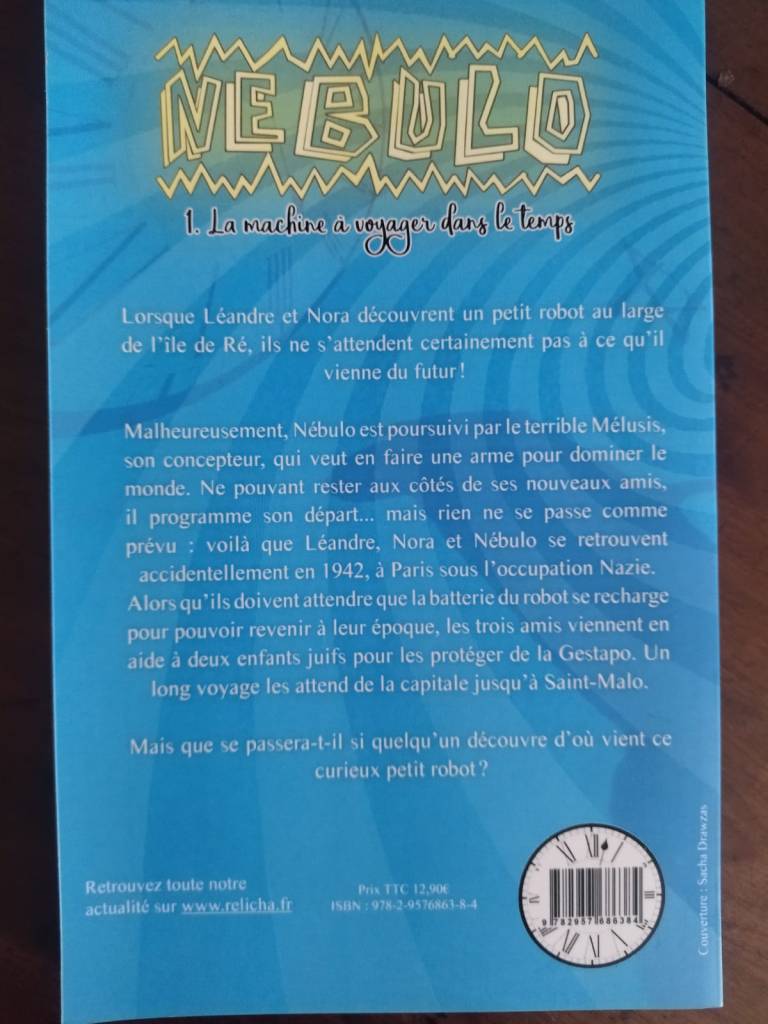 NEBULO
1. La machine à voyager dans le temps
Lorsque Léandre et Nora découvrent un petit robot au large
de l'île de Ré, ils ne s'attendent certainement pas à ce qu'il
vienne du futur !
Malheureusement, Nébulo est poursuivi par le terrible Mélusis,
son concepteur, qui veut en faire une arme pour dominer le
monde. Ne pouvant rester aux côtés de ses nouveaux amis,
il programme son départ... mais rien ne se passe comme
prévu : voilà que Léandre, Nora et Nébulo se retrouvent
accidentellement en 1942, à Paris sous l'occupation Nazie.
Alors qu'ils doivent attendre que la batterie du robot se recharge
pour pouvoir revenir à leur époque, les trois amis viennent en
aide à deux enfants juifs pour les protéger de la Gestapo. Un
long voyage les attend de la capitale jusqu'à Saint-Malo.
Mais que se passera-t-il si quelqu'un découvre d'où vient ce
curieux petit robot ?
Retrouvez toute notre
actualité sur www.relicha.fr
Prix TTC 12,90€
ISBN : 978-2-9576863-8-4
9 782957 686384
Couverture : Sacha Drawzas